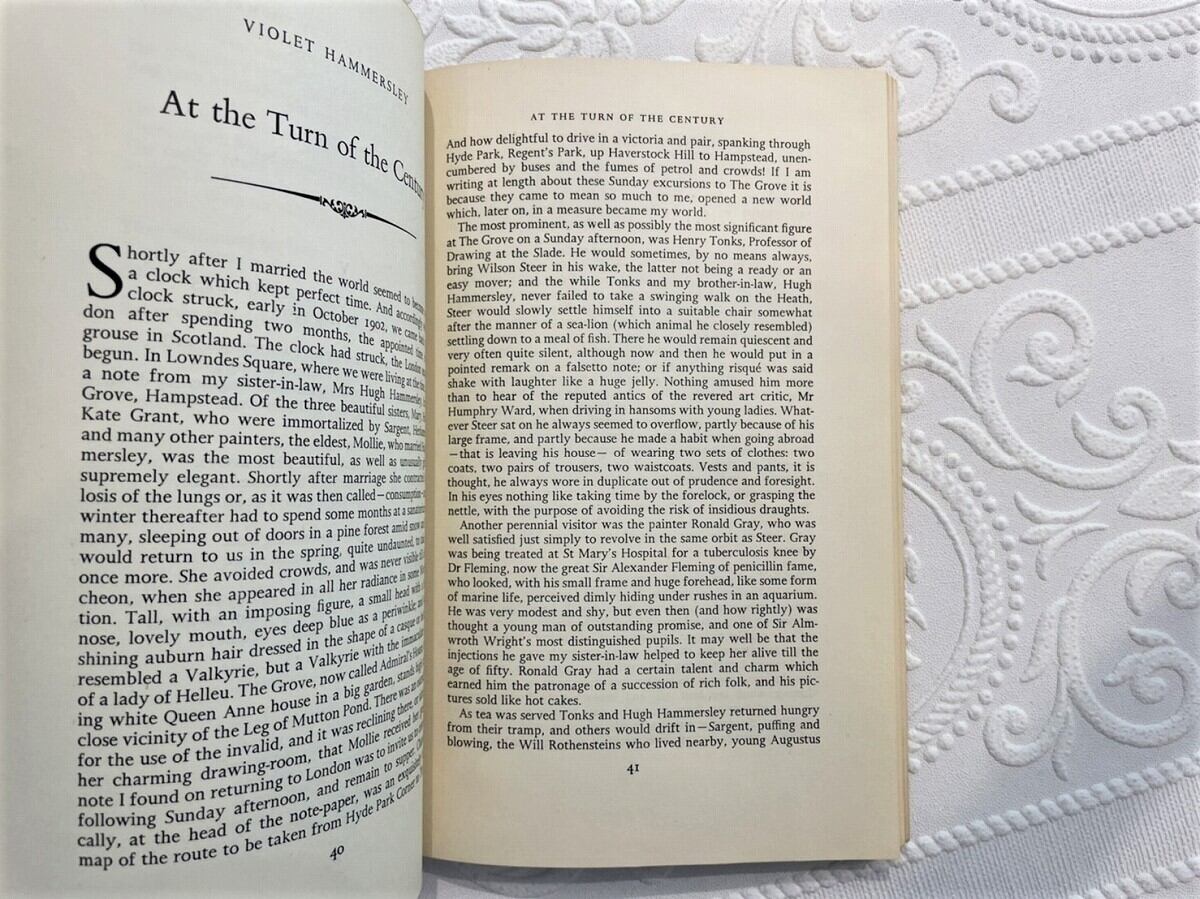 VIOLET HAMMERSLEY
At the Turn of the Century
Shortly after I married the world seemed to become
a clock which kept perfect time. And accordingly
clock struck, early in October 1902, we came
don after spending two months, the appointed time
grouse in Scotland. The clock had struck, the London
begun. In Lowndes Square, where we were living at the
a note from my sister-in-law, Mrs Hugh Hammersley
Grove, Hampstead. Of the three beautiful sisters, Mary,
Kate Grant, who were immortalized by Sargent,
and many other painters, the eldest, Mollie, who married
mersley, was the most beautiful, as well as unusually
supremely elegant. Shortly after marriage she contracted
losis of the lungs or, as it was then called—consumption
winter thereafter had to spend some months at a
many, sleeping out of doors in a pine forest amid snow
would return to us in the spring, quite undaunted, to
once more. She avoided crowds, and was never visible
cheon, when she appeared in all her radiance in some
tion. Tall, with an imposing figure, a small head with a
nose, lovely mouth, eyes deep blue as a periwinkle;
shining auburn hair dressed in the shape of a casque
resembled a Valkyrie, but a Valkyrie with the
of a lady of Helleu. The Grove, now called Admiral's House
ing white Queen Anne house in a big garden, stands
close vicinity of the Leg of Mutton Pond. There was an
for the use of the invalid, and it was reclining there, or
her charming drawing-room, that Mollie received her
note I found on returning to London was to invite us to
following Sunday afternoon, and remain to supper.
cally, at the head of the note-paper, was an exquisite
map of the route to be taken from Hyde Park Corner
40
AT THE TURN OF THE CENTURY
And how delightful to drive in a victoria and pair, spanking through
Hyde Park, Regent's Park, up Haverstock Hill to Hampstead, unen-
cumbered by buses and the fumes of petrol and crowds! If I am
writing at length about these Sunday excursions to The Grove it is
because they came to mean so much to me, opened a new world
which, later on, in a measure became my world.
The most prominent, as well as possibly the most significant figure
at The Grove on a Sunday afternoon, was Henry Tonks, Professor of
Drawing at the Slade. He would sometimes, by no means always,
bring Wilson Steer in his wake, the latter not being a ready or an
easy mover; and the while Tonks and my brother-in-law, Hugh
Hammersley, never failed to take a swinging walk on the Heath,
Steer would slowly settle himself into a suitable chair somewhat
after the manner of a sea-lion (which animal he closely resembled)
settling down to a meal of fish. There he would remain quiescent and
very often quite silent, although now and then he would put in a
pointed remark on a falsetto note; or if anything risqué was said
shake with laughter like a huge jelly. Nothing amused him more
than to hear of the reputed antics of the revered art critic, Mr
Humphry Ward, when driving in hansoms with young ladies. What-
ever Steer sat on he always seemed to overflow, partly because of his
large frame, and partly because he made a habit when going abroad
—that is leaving his house— of wearing two sets of clothes: two
coats, two pairs of trousers, two waistcoats. Vests and pants, it is
thought, he always wore in duplicate out of prudence and foresight.
In his eyes nothing like taking time by the forelock, or grasping the
nettle, with the purpose of avoiding the risk of insidious draughts.
Another perennial visitor was the painter Ronald Gray, who was
well satisfied just simply to revolve in the same orbit as Steer. Gray
was being treated at St Mary's Hospital for a tuberculosis knee by
Dr Fleming, now the great Sir Alexander Fleming of penicillin fame,
who looked, with his small frame and huge forehead, like some form
of marine life, perceived dimly hiding under rushes in an aquarium.
He was very modest and shy, but even then (and how rightly) was
thought a young man of outstanding promise, and one of Sir Alm-
wroth Wright's most distinguished pupils. It may well be that the
injections he gave my sister-in-law helped to keep her alive till the
age of fifty. Ronald Gray had a certain talent and charm which
earned him the patronage of a succession of rich folk, and his pic-
tures sold like hot cakes.
As tea was served Tonks and Hugh Hammersley returned hungry
from their tramp, and others would drift in—Sargent, puffing and
blowing, the Will Rothensteins who lived nearby, young Augustus
41